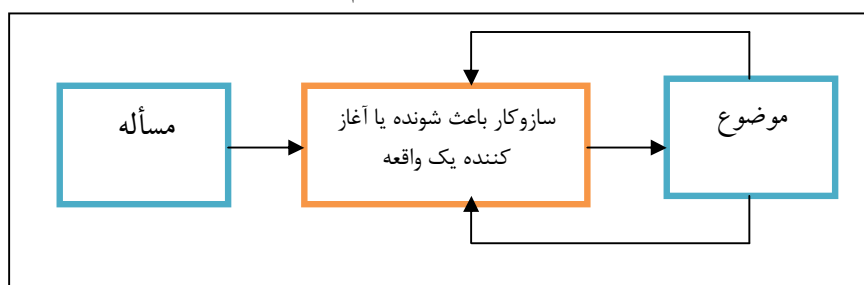 مسأله
سازوکار باعث شونده یا آغاز
کننده یک واقعه
موضوع